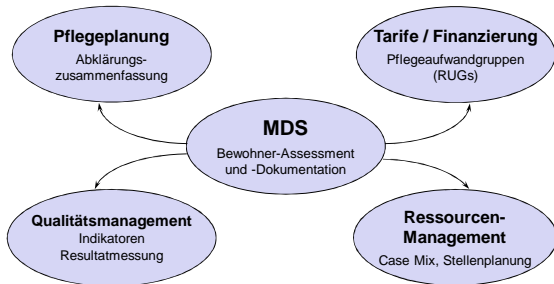 Pflegeplanung
Abklärungs-
zusammenfassung
Tarife / Finanzierung
Pflegeaufwandgruppen
(RUGs)
MDS
Bewohner-Assessment
und -Dokumentation
Qualitätsmanagement
Indikatoren
Resultatmessung
Ressourcen-
Management
Case Mix, Stellenplanung